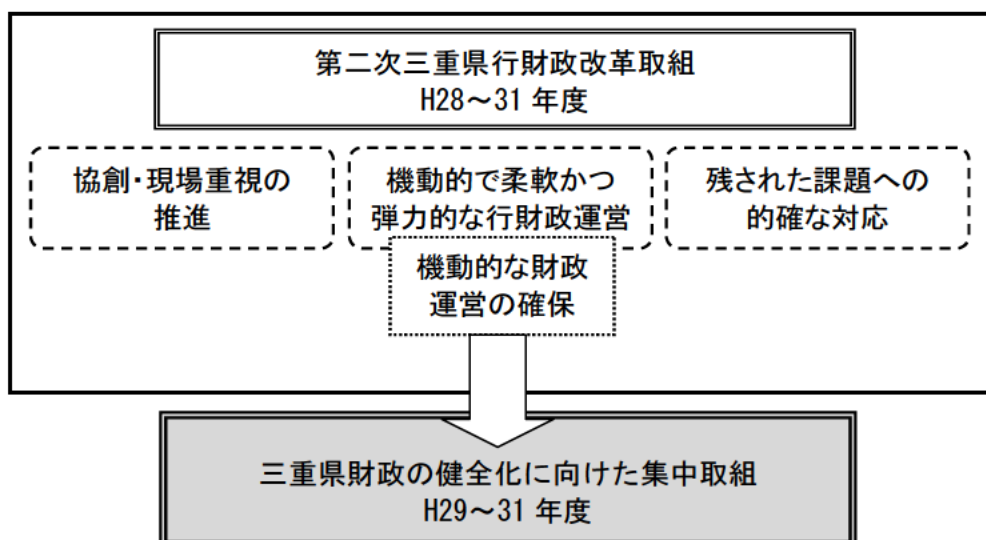 第二次三重県行財政改革取組
H28～31 年度
協創・現場重視の
推進
機動的で柔軟かつ
弾力的な行財政運営
残された課題への
的確な対応
機動的な財政
運営の確保
三重県財政の健全化に向けた集中取組
H29～31 年度